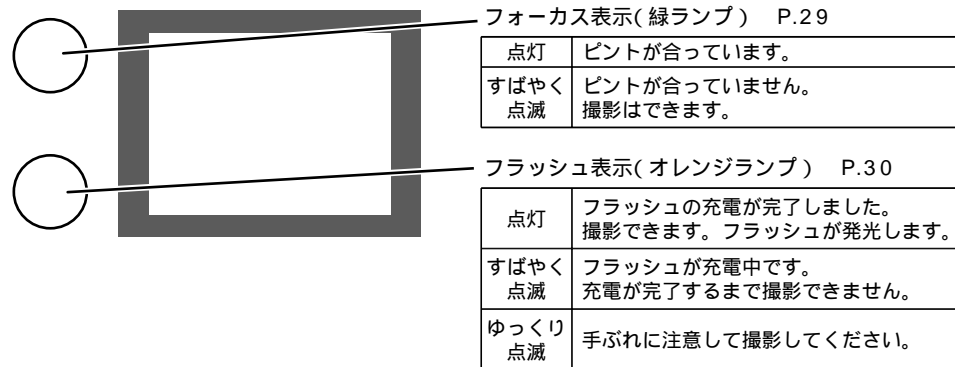 フォーカス表示(緑ランプ) P.29
点灯 ピントが合っています。
すばやく点滅 ピントが合っていません。
撮影はできます。
フラッシュ表示(オレンジランプ) P.30
点灯 フラッシュの充電が完了しました。
撮影できます。フラッシュが発光します。
すばやく点滅 フラッシュが充電中です。
充電が完了するまで撮影できません。
ゆっくり点滅 手ぶれに注意して撮影してください。